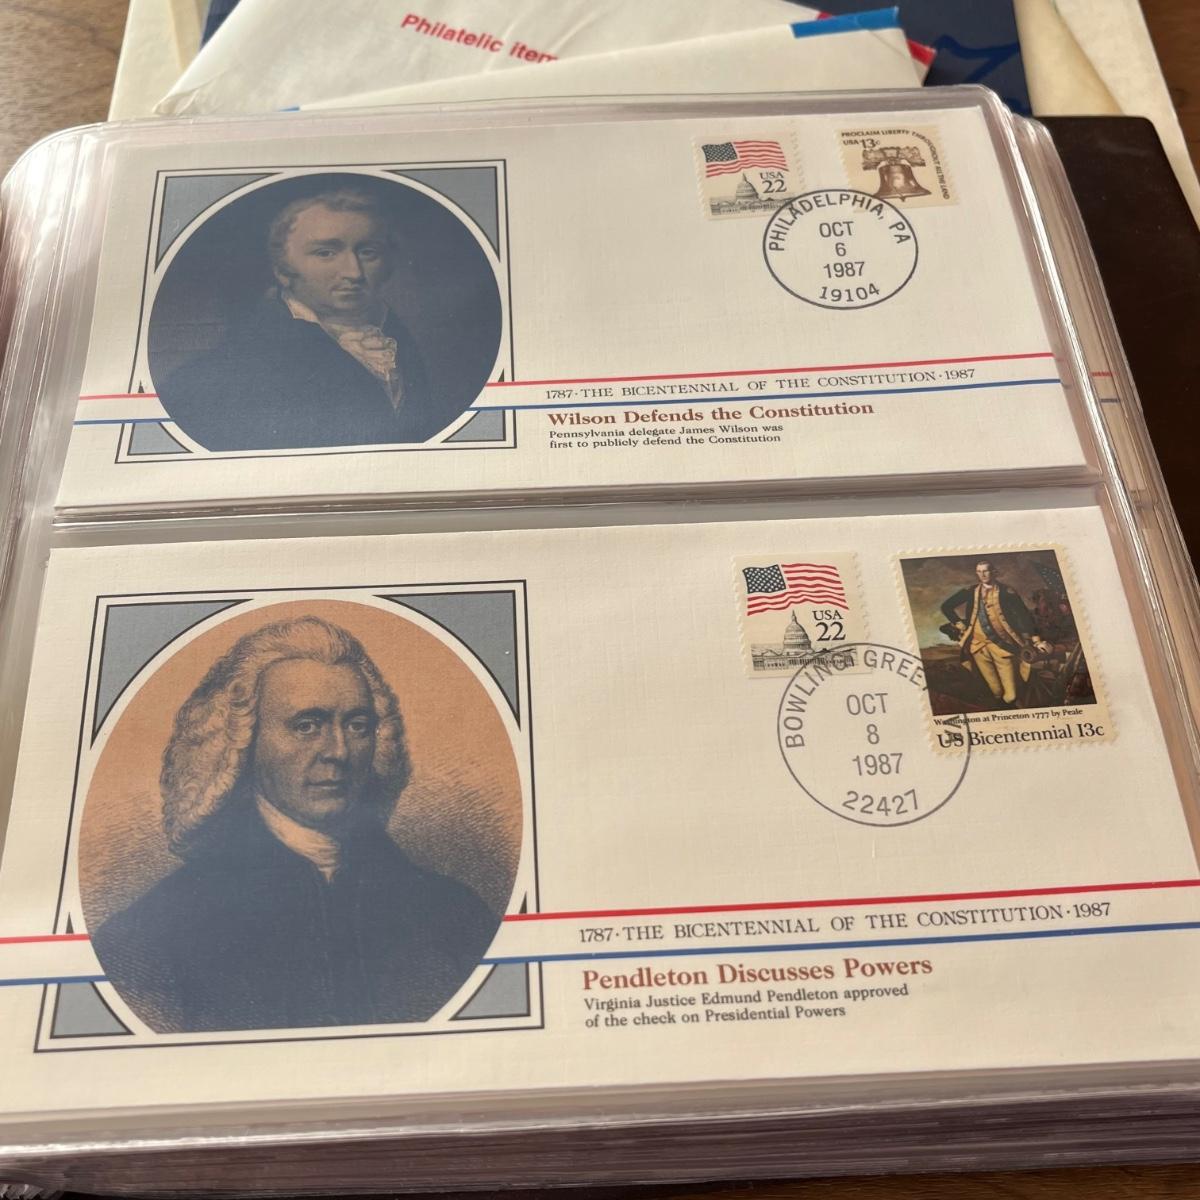 Philatelic item
USA
22
PROCLAIM LIBERTY THROUGHOUT ALL THE LAND
USA 13c
PHILADELPHIA, PA
OCT
6
1987
19104
1787·THE BICENTENNIAL OF THE CONSTITUTION·1987
Wilson Defends the Constitution
Pennsylvania delegate James Wilson was
first to publicly defend the Constitution
USA
22
Washington at Princeton 1777 by Peale
US Bicentennial 13c
BOWLING GREE
VA
OCT
8
1987
22427
1787·THE BICENTENNIAL OF THE CONSTITUTION·1987
Pendleton Discusses Powers
Virginia Justice Edmund Pendleton approved
of the check on Presidential Powers